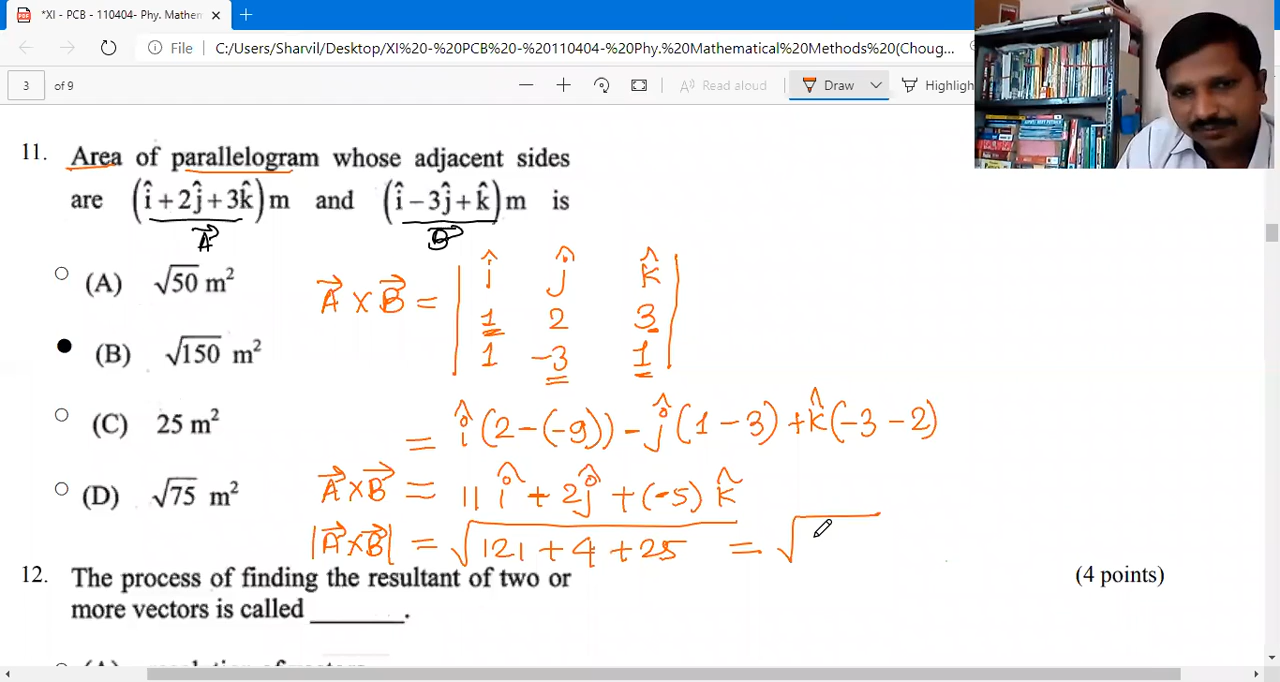 *XI - PCB - 110404- Phy. Mathen
File C:/Users/Sharvil/Desktop/XI%20-%20PCB%20-%20110404-%20Phy.%20Mathematical%20Methods%20(Choug...
3 of 9 Read aloud Draw Highligh
11. Area of parallelogram whose adjacent sides
are (î + 2ĵ + 3k̂) m and (î − 3ĵ + k̂) m is
A⃗ B⃗
(A) √50 m²
(B) √150 m²
(C) 25 m²
(D) √75 m²
A⃗ × B⃗ = | î ĵ k̂ |
1 2 3
1 -3 1
= î (2-(-9)) - ĵ (1-3) + k̂ (-3-2)
A⃗×B⃗ = 11 î + 2ĵ + (-5) k̂
|A⃗×B⃗| = √121 + 4 + 25 = √
12. The process of finding the resultant of two or (4 points)
more vectors is called ________.